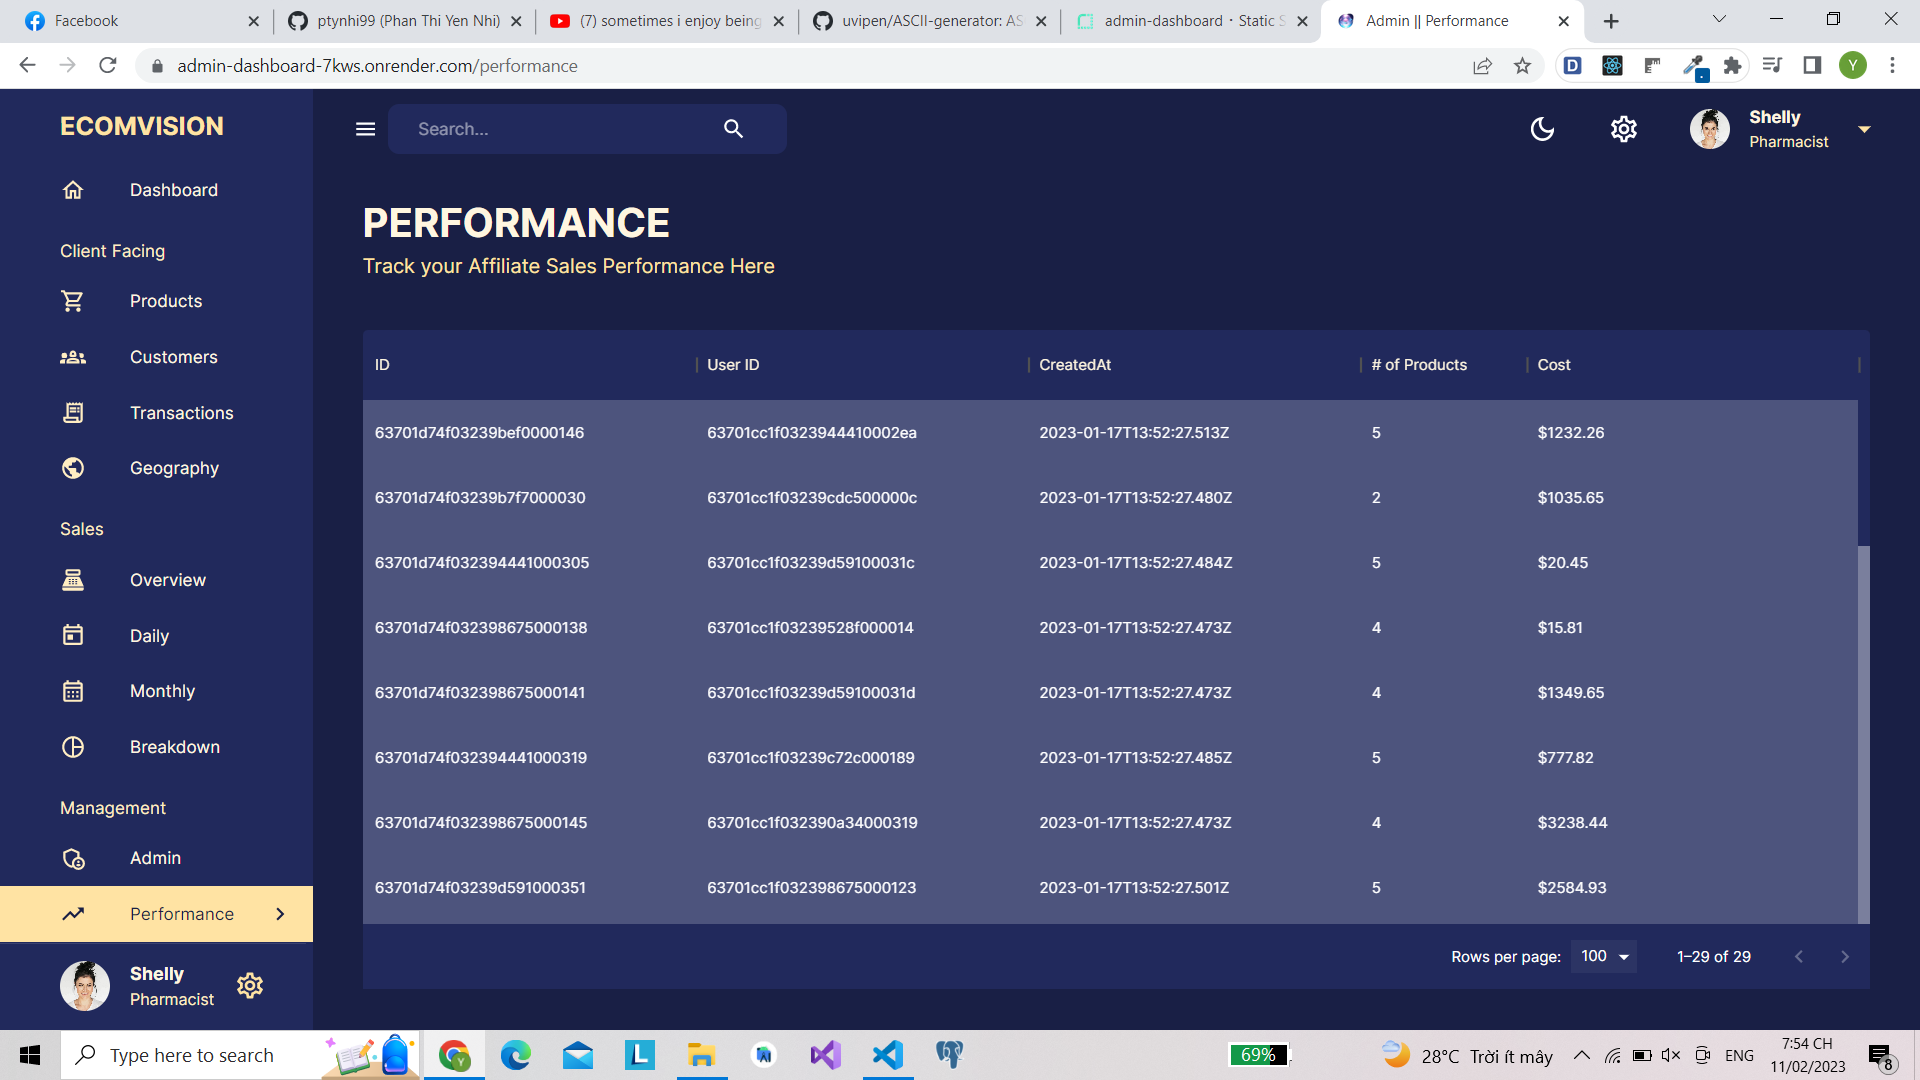 Facebook
ptynhi99 (Phan Thi Yen Nhi)
(7) sometimes i enjoy being
uvipen/ASCII-generator: AS
admin-dashboard · Static S
Admin || Performance
admin-dashboard-7kws.onrender.com/performance
Y
ECOMVISION
Search...
Shelly
Pharmacist
Dashboard
Client Facing
Products
Customers
Transactions
Geography
Sales
Overview
Daily
Monthly
Breakdown
Management
Admin
Performance
Shelly
Pharmacist
PERFORMANCE
Track your Affiliate Sales Performance Here
ID User ID CreatedAt # of Products Cost
63701d74f03239bef0000146 63701cc1f0323944410002ea 2023-01-17T13:52:27.513Z 5 $1232.26
63701d74f03239b7f7000030 63701cc1f03239cdc500000c 2023-01-17T13:52:27.480Z 2 $1035.65
63701d74f032394441000305 63701cc1f03239d59100031c 2023-01-17T13:52:27.484Z 5 $20.45
63701d74f032398675000138 63701cc1f03239528f000014 2023-01-17T13:52:27.473Z 4 $15.81
63701d74f032398675000141 63701cc1f03239d59100031d 2023-01-17T13:52:27.473Z 4 $1349.65
63701d74f032394441000319 63701cc1f03239c72c000189 2023-01-17T13:52:27.485Z 5 $777.82
63701d74f032398675000145 63701cc1f032390a34000319 2023-01-17T13:52:27.473Z 4 $3238.44
63701d74f03239d591000351 63701cc1f032398675000123 2023-01-17T13:52:27.501Z 5 $2584.93
Rows per page: 100 1–29 of 29
Type here to search
69%
28°C Trời ít mây
ENG
7:54 CH
11/02/2023
8